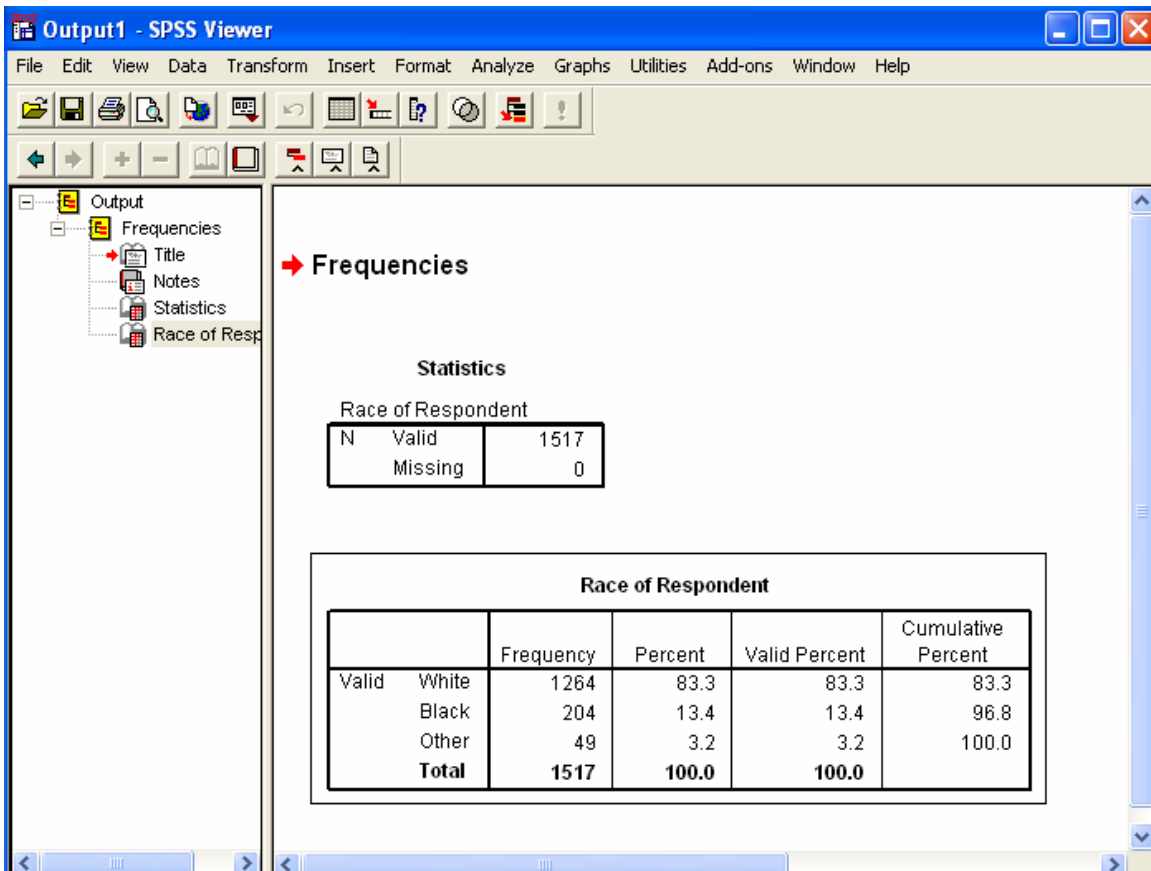 Output1 - SPSS Viewer
File Edit View Data Transform Insert Format Analyze Graphs Utilities Add-ons Window Help
Output
Frequencies
Title
Notes
Statistics
Race of Resp
Frequencies
Statistics
Race of Respondent
N Valid 1517
Missing 0
Race of Respondent
Frequency Percent Valid Percent Cumulative Percent
Valid White 1264 83.3 83.3 83.3
Black 204 13.4 13.4 96.8
Other 49 3.2 3.2 100.0
Total 1517 100.0 100.0